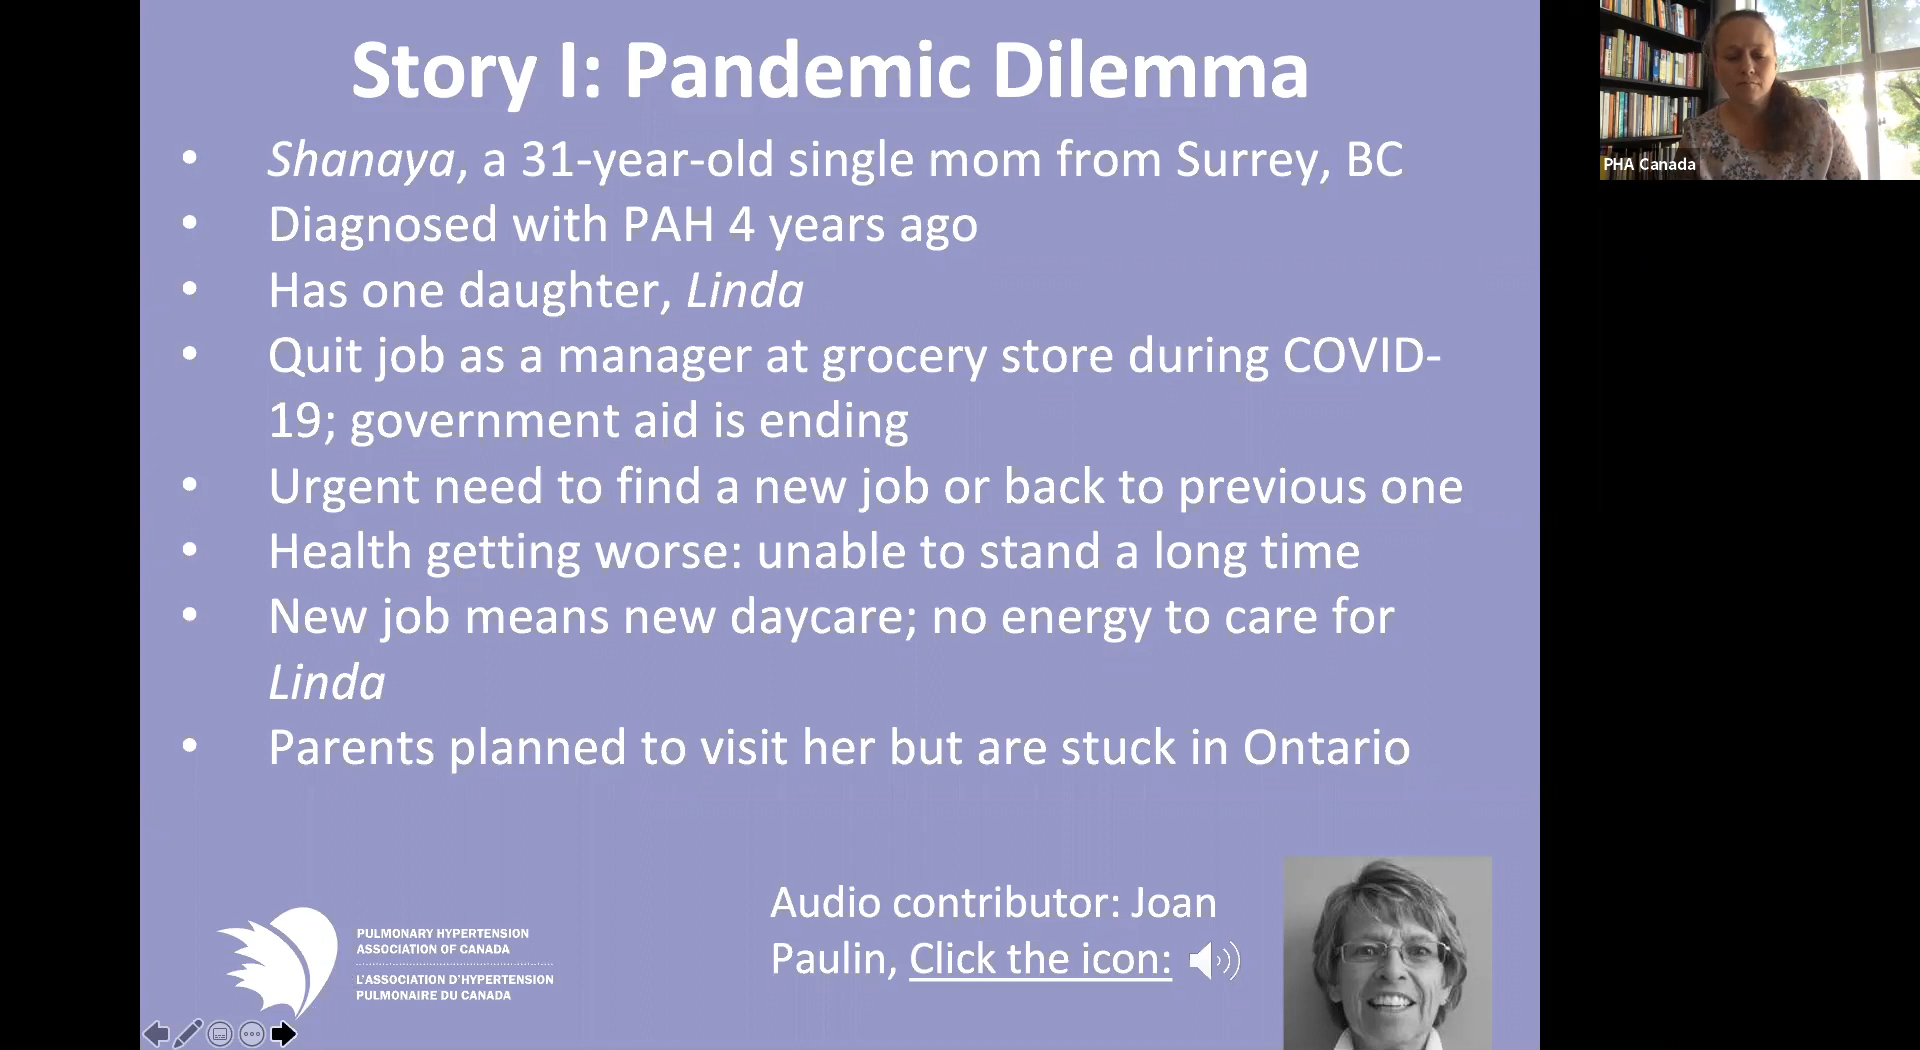 Story I: Pandemic Dilemma
• Shanaya, a 31-year-old single mom from Surrey, BC
• Diagnosed with PAH 4 years ago
• Has one daughter, Linda
• Quit job as a manager at grocery store during COVID-
19; government aid is ending
• Urgent need to find a new job or back to previous one
• Health getting worse: unable to stand a long time
• New job means new daycare; no energy to care for
Linda
• Parents planned to visit her but are stuck in Ontario
Audio contributor: Joan
Paulin, Click the icon:
PULMONARY HYPERTENSION
ASSOCIATION OF CANADA
L'ASSOCIATION D'HYPERTENSION
PULMONAIRE DU CANADA
PHA Canada